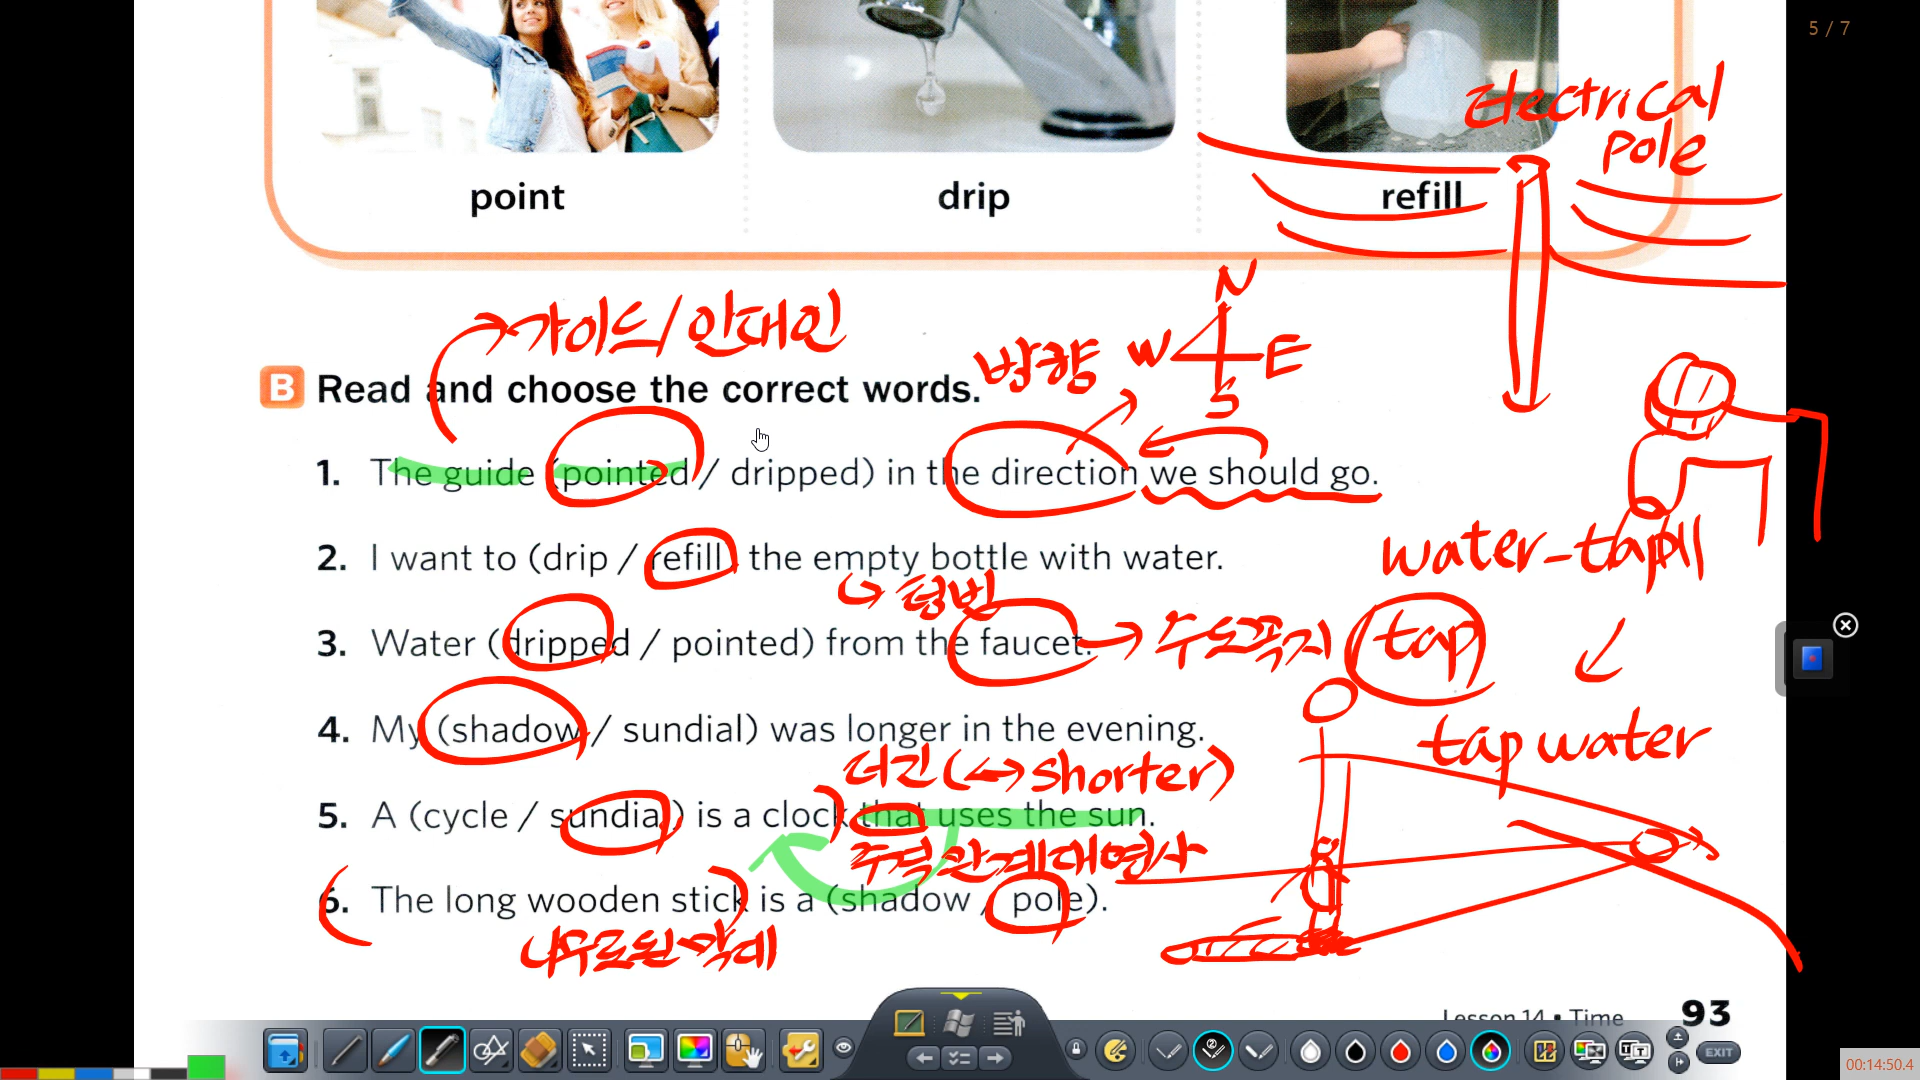 5 / 7
Electrical
pole
point
drip
refill
가이드/안내인
방향
N
W
E
S
B Read and choose the correct words.
1. The guide (pointed / dripped) in the direction we should go.
2. I want to (drip / refill) the empty bottle with water.
텅빈
water-tap
3. Water (dripped / pointed) from the faucet.
수도꼭지 (tap)
4. My (shadow / sundial) was longer in the evening.
tap water
더긴(↔shorter)
5. A (cycle / sundial) is a clock that uses the sun.
주격관계대명사
6. The long wooden stick is a (shadow / pole).
나무로된막대
Lesson 14 • Time 93
EXIT
00:14:50.4